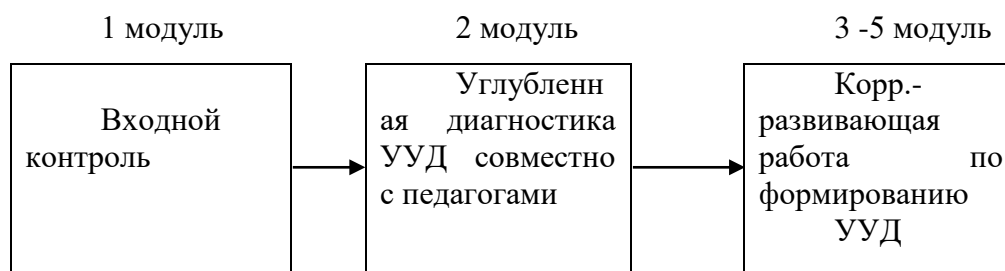 1 модуль
2 модуль
3 -5 модуль
Входной
контроль
Углубленн
ая диагностика
УУД совместно
с педагогами
Корр.-
развивающая
работа по
формированию
УУД